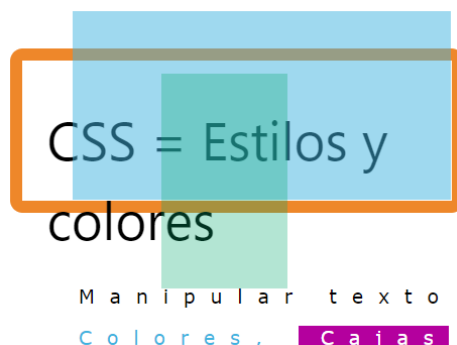 CSS = Estilos y
colores
Manipular texto
Colores, Cajas